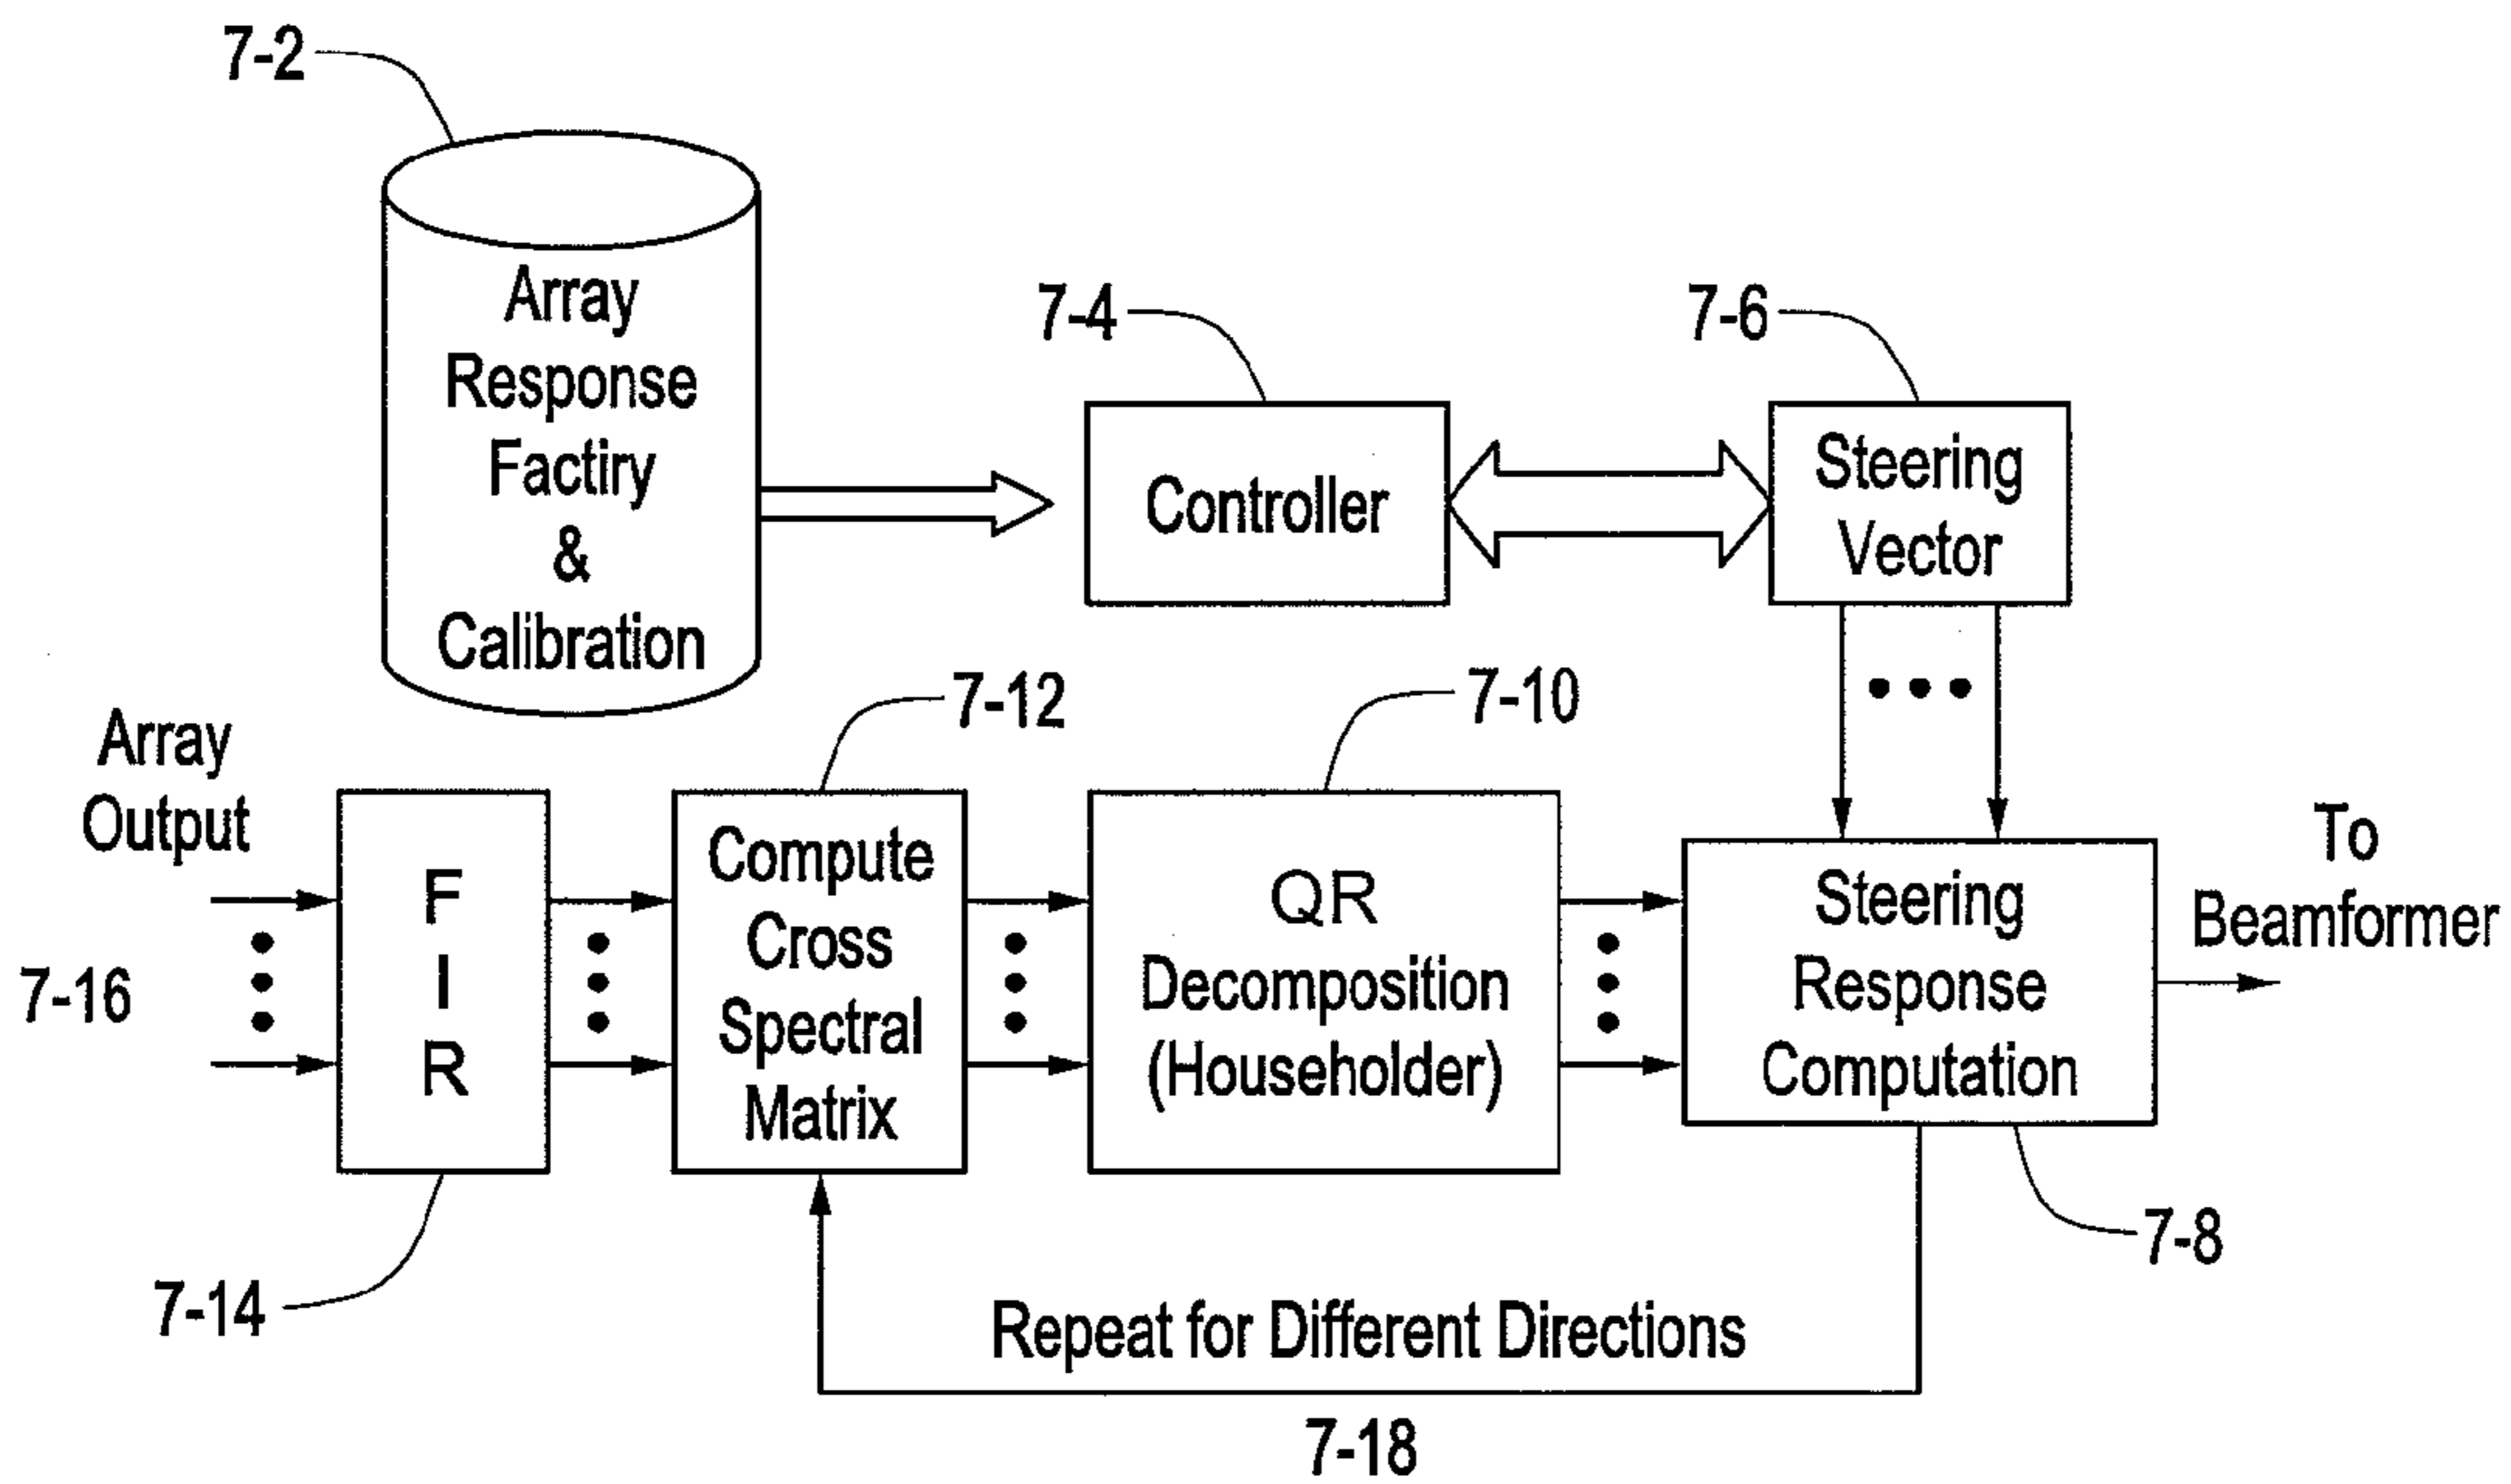 7-2
Array
Response
Factiry
&
Calibration
7-4
Controller
7-6
Steering
Vector
Array
Output
7-16
F
I
R
7-14
7-12
Compute
Cross
Spectral
Matrix
7-10
QR
Decomposition
(Householder)
Steering
Response
Computation
7-8
To
Beamformer
Repeat for Different Directions
7-18